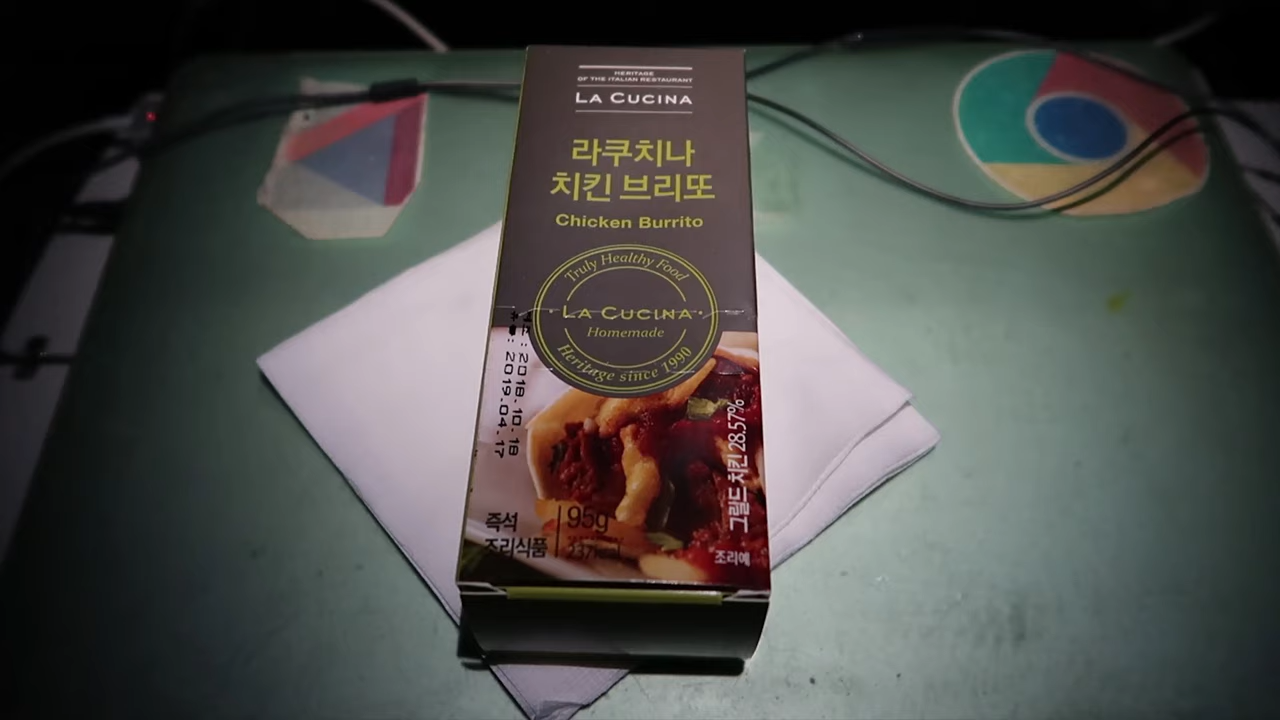 HERITAGE
OF THE ITALIAN RESTAURANT
LA CUCINA
라쿠치나
치킨 브리또
Chicken Burrito
Truly Healthy Food
LA CUCINA
Homemade
Heritage since 1990
: 2018.10.18
: 2019.04.17
그릴드 치킨 28.57%
즉석
조리식품
95g
조리예